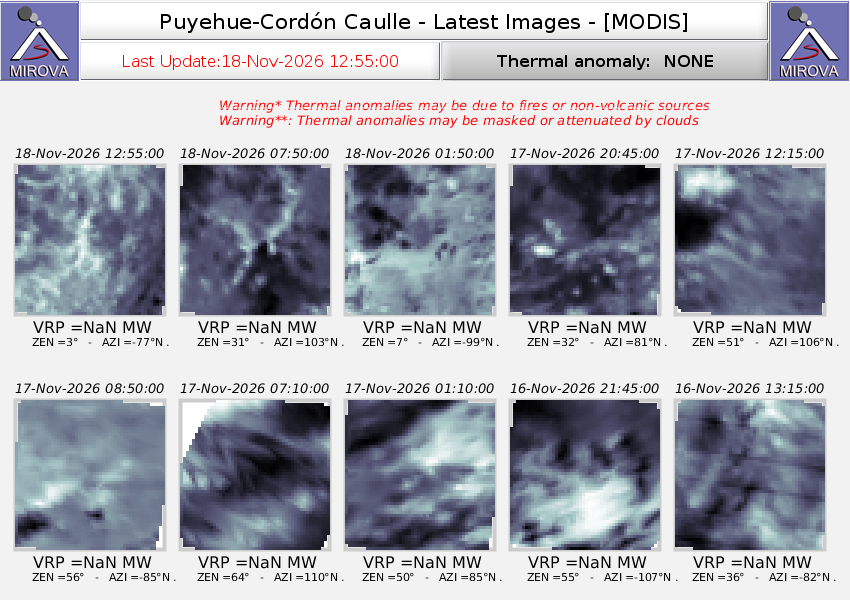 Puyehue-Cordón Caulle - Latest Images - [MODIS]
MIROVA
MIROVA
Last Update:18-Nov-2026 12:55:00
Thermal anomaly: NONE
Warning* Thermal anomalies may be due to fires or non-volcanic sources
Warning**: Thermal anomalies may be masked or attenuated by clouds
18-Nov-2026 12:55:00 18-Nov-2026 07:50:00 18-Nov-2026 01:50:00 17-Nov-2026 20:45:00 17-Nov-2026 12:15:00
VRP =NaN MW VRP =NaN MW VRP =NaN MW VRP =NaN MW VRP =NaN MW
ZEN =3° - AZI =-77°N . ZEN =31° - AZI =103°N . ZEN =7° - AZI =-99°N . ZEN =32° - AZI =81°N . ZEN =51° - AZI =106°N .
17-Nov-2026 08:50:00 17-Nov-2026 07:10:00 17-Nov-2026 01:10:00 16-Nov-2026 21:45:00 16-Nov-2026 13:15:00
VRP =NaN MW VRP =NaN MW VRP =NaN MW VRP =NaN MW VRP =NaN MW
ZEN =56° - AZI =-85°N . ZEN =64° - AZI =110°N . ZEN =50° - AZI =85°N . ZEN =55° - AZI =-107°N . ZEN =36° - AZI =-82°N .